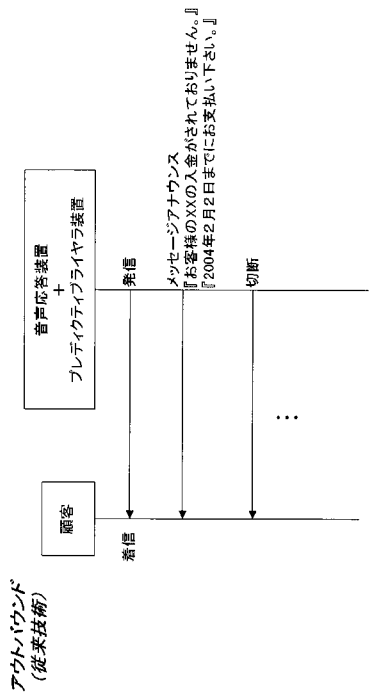 アウトバウンド
(従来技術)
顧客
音声応答装置
+
プレディクティブライヤラ装置
着信
発信
メッセージアナウンス
『お客様のXXの入金がされておりません。』
『2004年2月2日までにお支払い下さい。』
切断
...